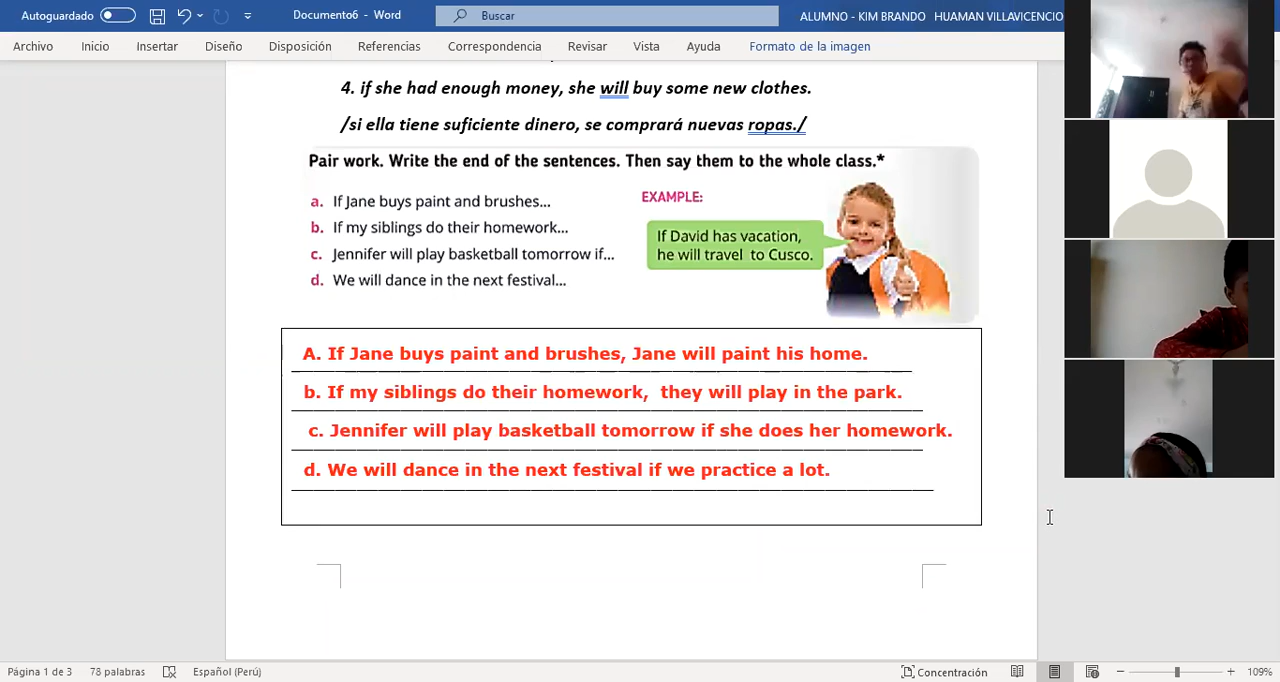 Autoguardado
Documento6 - Word
Buscar
ALUMNO - KIM BRANDO HUAMAN VILLAVICENCIO
Archivo Inicio Insertar Diseño Disposición Referencias Correspondencia Revisar Vista Ayuda Formato de la imagen
4. if she had enough money, she will buy some new clothes.
/si ella tiene suficiente dinero, se comprará nuevas ropas./
Pair work. Write the end of the sentences. Then say them to the whole class.*
a. If Jane buys paint and brushes...
b. If my siblings do their homework...
c. Jennifer will play basketball tomorrow if...
d. We will dance in the next festival...
EXAMPLE:
If David has vacation,
he will travel to Cusco.
A. If Jane buys paint and brushes, Jane will paint his home.
b. If my siblings do their homework, they will play in the park.
c. Jennifer will play basketball tomorrow if she does her homework.
d. We will dance in the next festival if we practice a lot.
Página 1 de 3 78 palabras Español (Perú) Concentración 109%